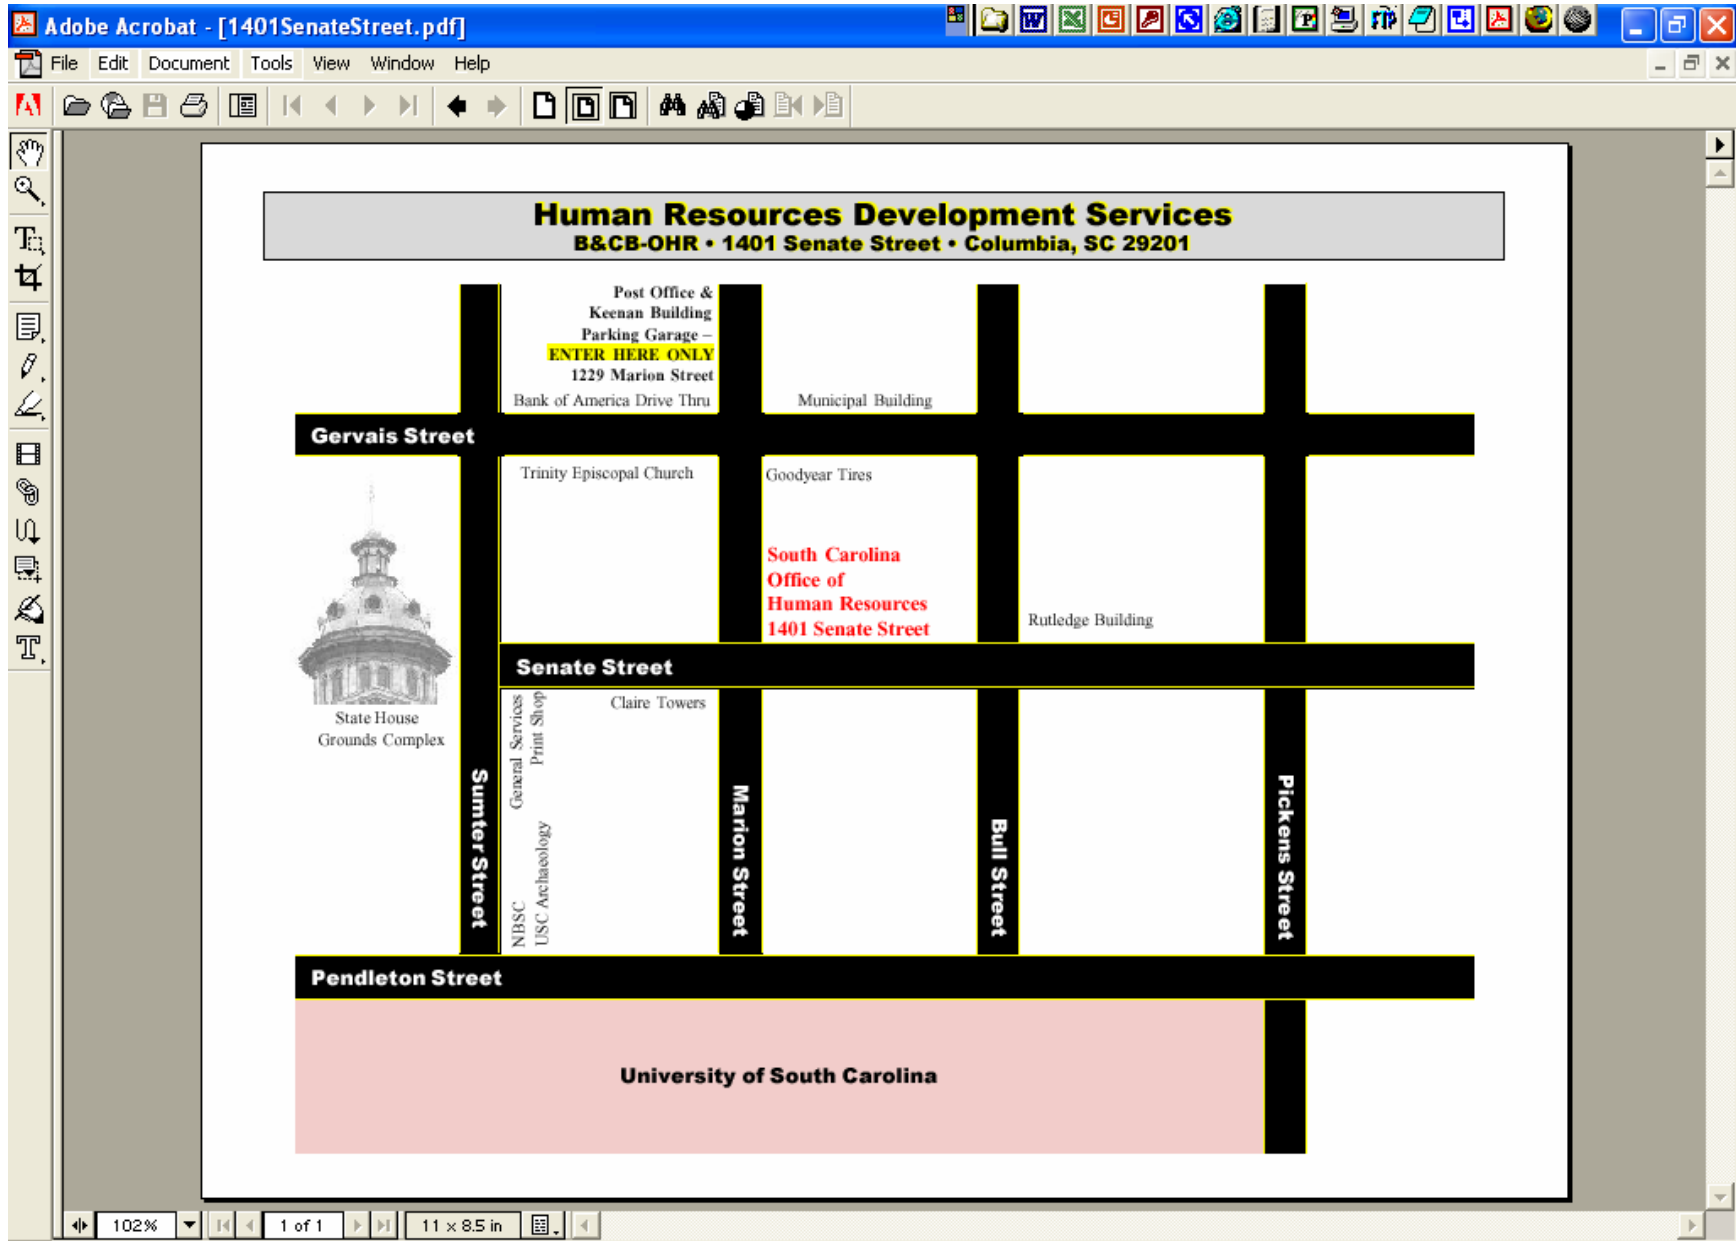 Adobe Acrobat - [1401SenateStreet.pdf]
File Edit Document Tools View Window Help
Human Resources Development Services
B&CB-OHR • 1401 Senate Street • Columbia, SC 29201
Post Office &
Keenan Building
Parking Garage –
ENTER HERE ONLY
1229 Marion Street
Bank of America Drive Thru
Municipal Building
Gervais Street
Trinity Episcopal Church
Goodyear Tires
South Carolina
Office of
Human Resources
1401 Senate Street
Rutledge Building
Senate Street
State House
Grounds Complex
General Services
Print Shop
Claire Towers
NBSC
USC Archaeology
Sumter Street
Marion Street
Bull Street
Pickens Street
Pendleton Street
University of South Carolina
102%
1 of 1
11 x 8.5 in